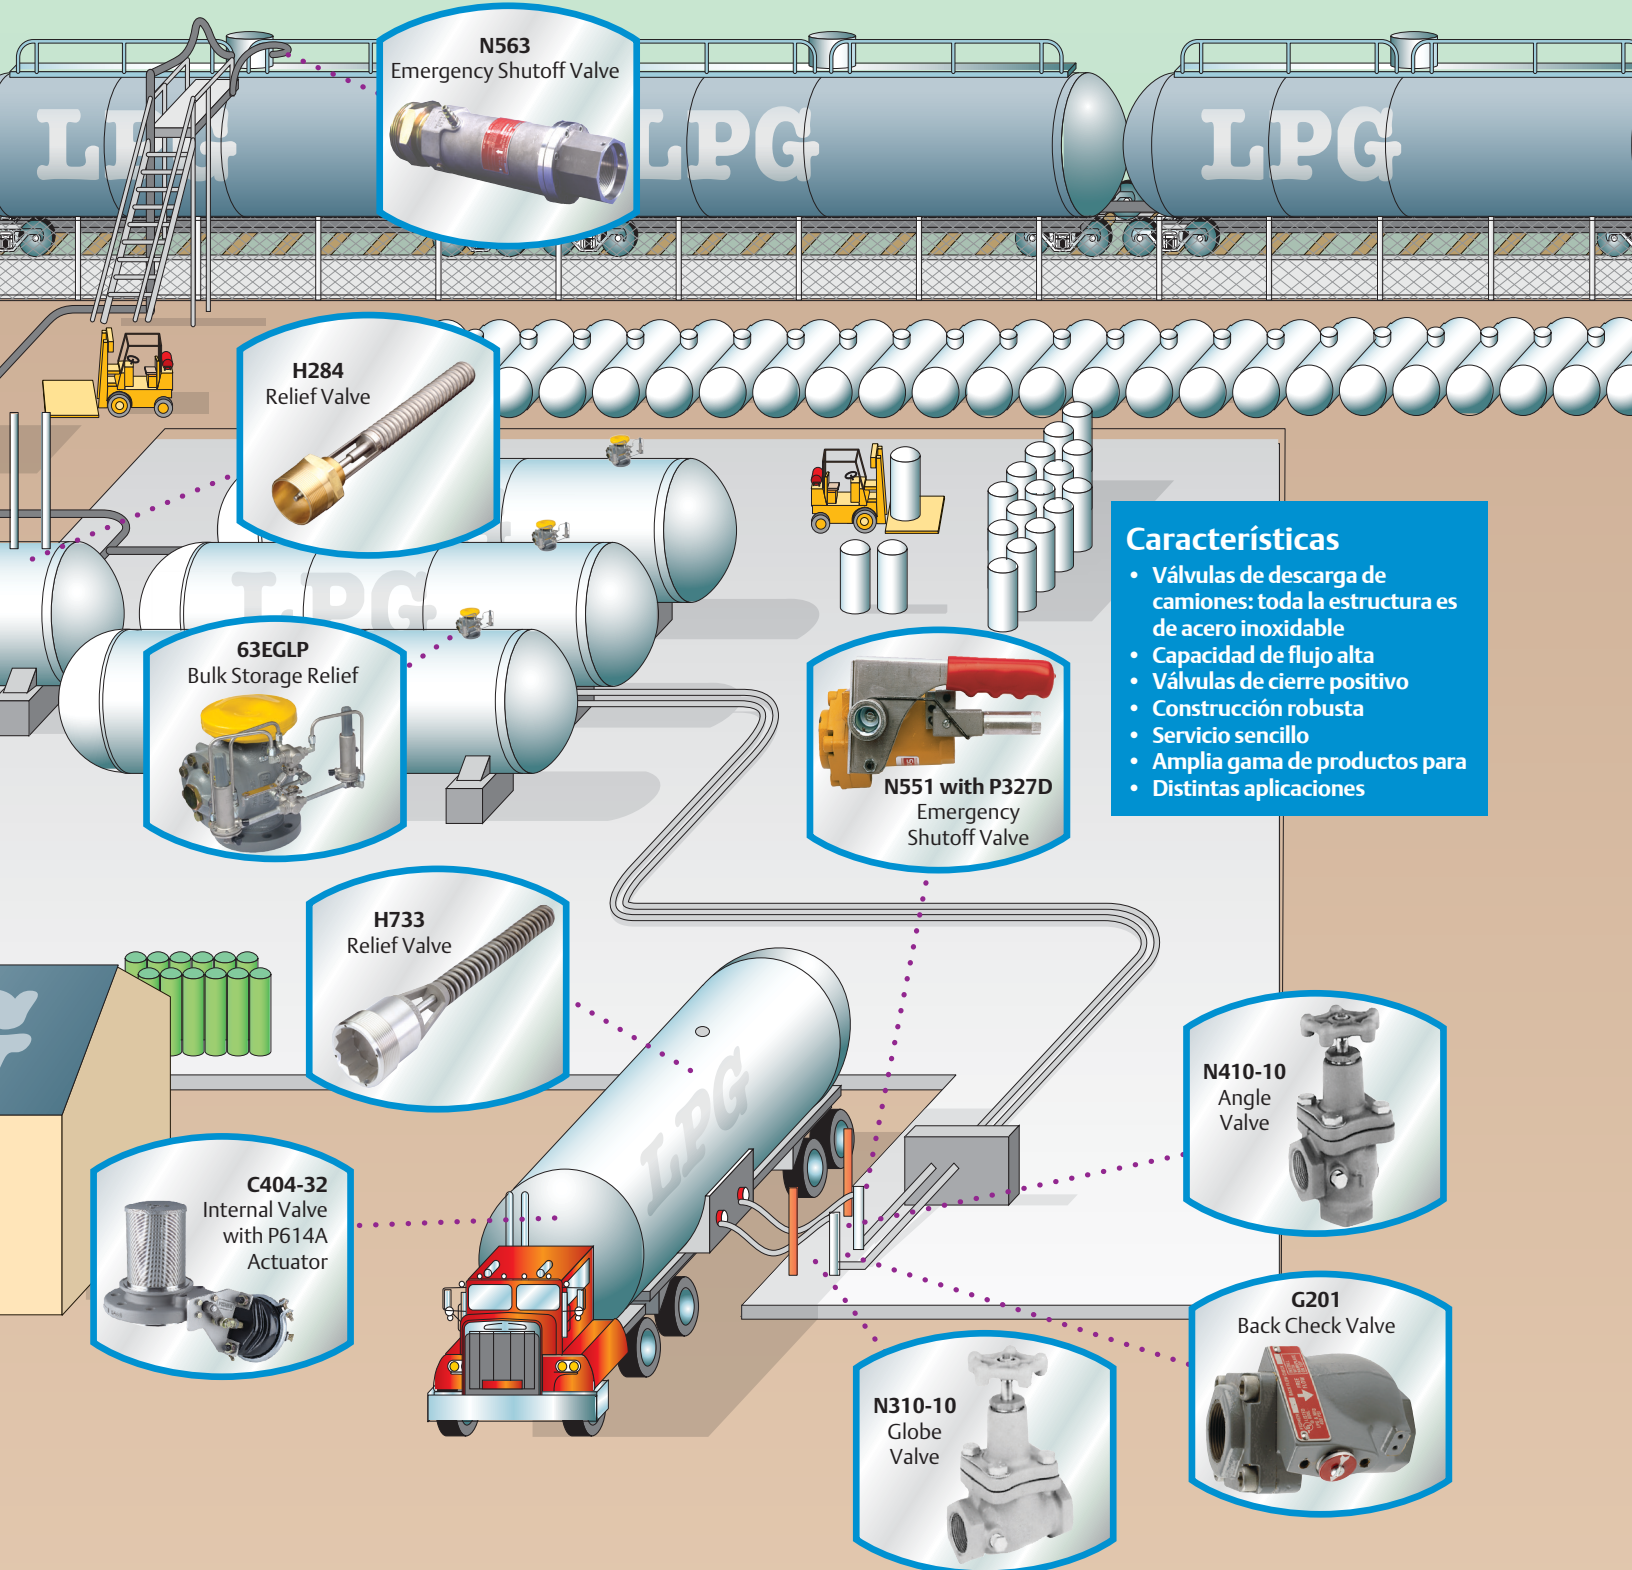 N563
Emergency Shutoff Valve
LPG
LPG
LPG
H284
Relief Valve
LPG
63EGLP
Bulk Storage Relief
N551 with P327D
Emergency
Shutoff Valve
Características
• Válvulas de descarga de
camiones: toda la estructura es
de acero inoxidable
• Capacidad de flujo alta
• Válvulas de cierre positivo
• Construcción robusta
• Servicio sencillo
• Amplia gama de productos para
• Distintas aplicaciones
H733
Relief Valve
LPG
N410-10
Angle
Valve
C404-32
Internal Valve
with P614A
Actuator
G201
Back Check Valve
N310-10
Globe
Valve